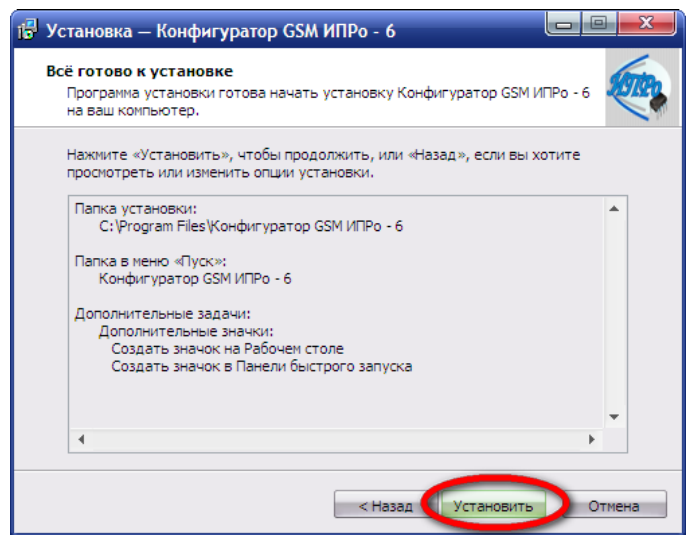 Установка — Конфигуратор GSM ИПРо - 6
Всё готово к установке
Программа установки готова начать установку Конфигуратор GSM ИПРо - 6
на ваш компьютер.
ИПРо
Нажмите «Установить», чтобы продолжить, или «Назад», если вы хотите
просмотреть или изменить опции установки.
Папка установки:
C:\Program Files\Конфигуратор GSM ИПРо - 6
Папка в меню «Пуск»:
Конфигуратор GSM ИПРо - 6
Дополнительные задачи:
Дополнительные значки:
Создать значок на Рабочем столе
Создать значок в Панели быстрого запуска
< Назад
Установить
Отмена